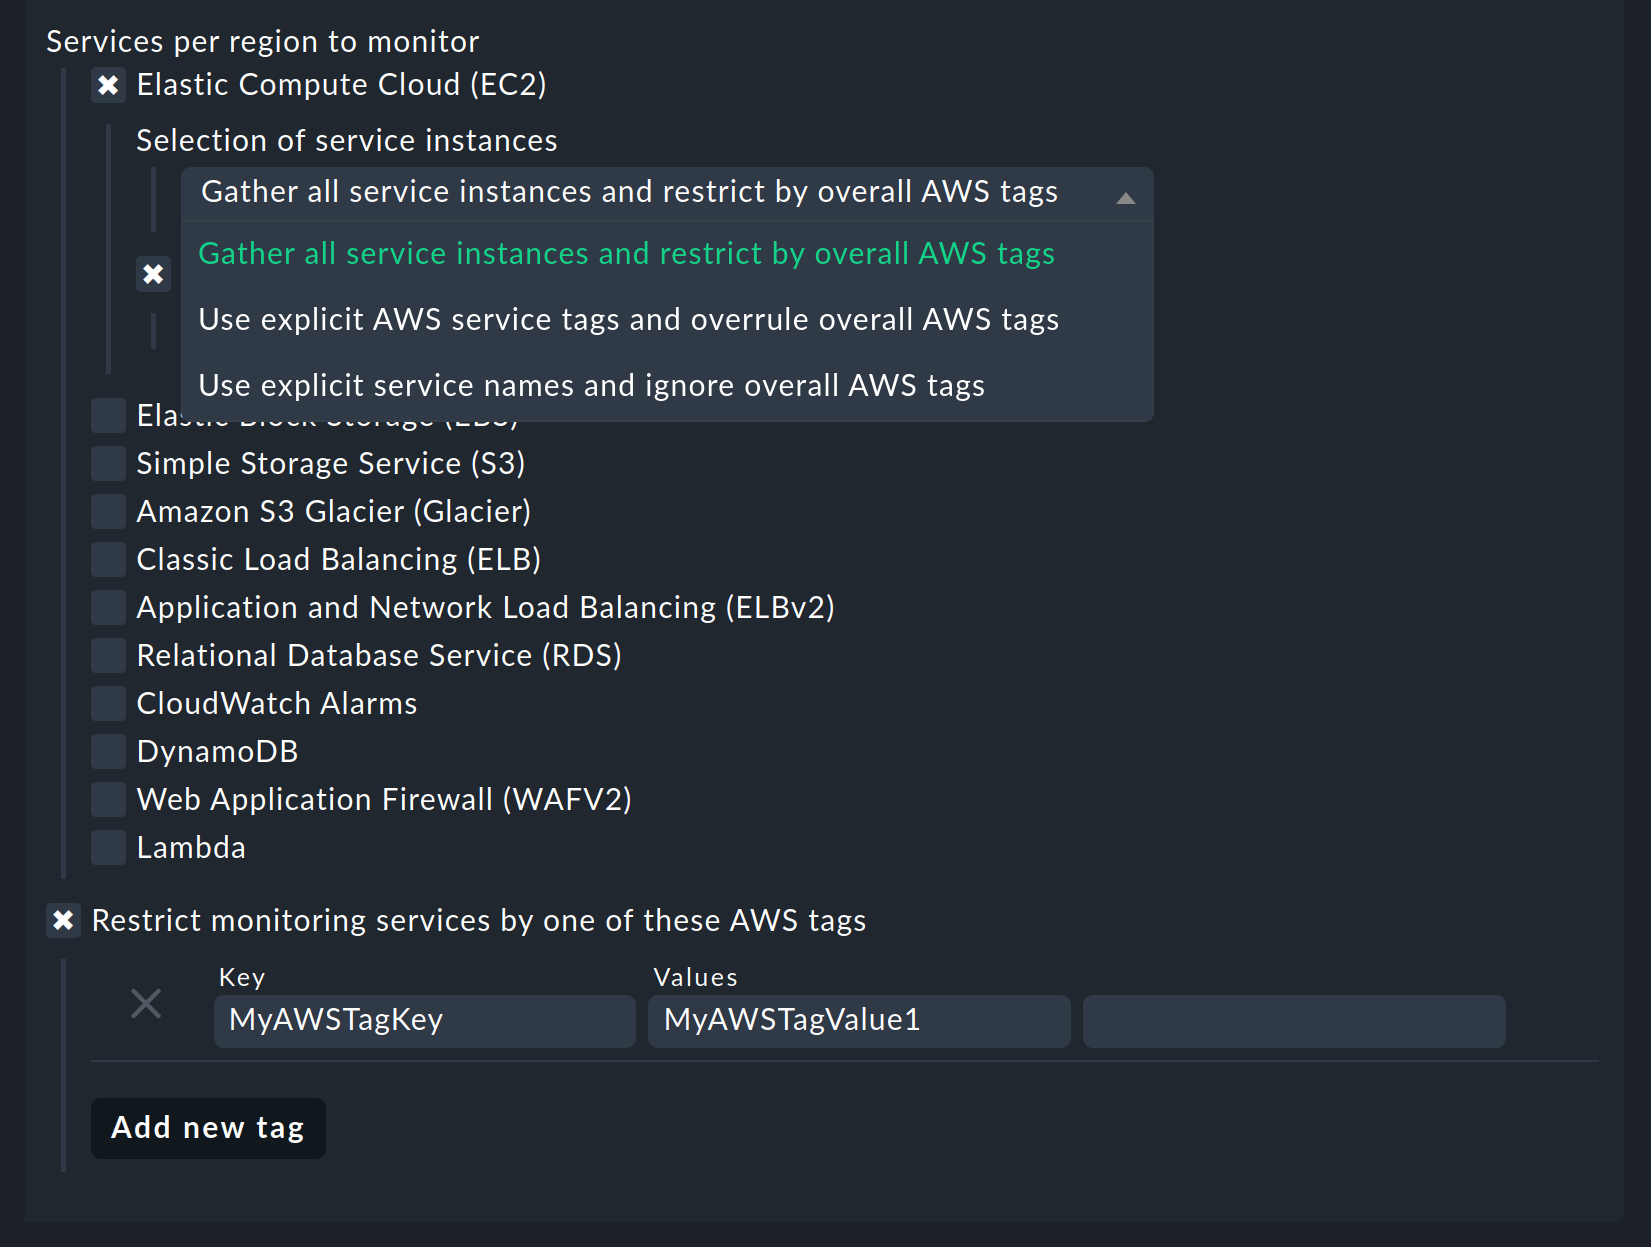 Services per region to monitor
Elastic Compute Cloud (EC2)
Selection of service instances
Gather all service instances and restrict by overall AWS tags
Gather all service instances and restrict by overall AWS tags
Use explicit AWS service tags and overrule overall AWS tags
Use explicit service names and ignore overall AWS tags
Elastic Block Storage (EBS)
Simple Storage Service (S3)
Amazon S3 Glacier (Glacier)
Classic Load Balancing (ELB)
Application and Network Load Balancing (ELBv2)
Relational Database Service (RDS)
CloudWatch Alarms
DynamoDB
Web Application Firewall (WAFV2)
Lambda
Restrict monitoring services by one of these AWS tags
Key Values
MyAWSTagKey MyAWSTagValue1
Add new tag